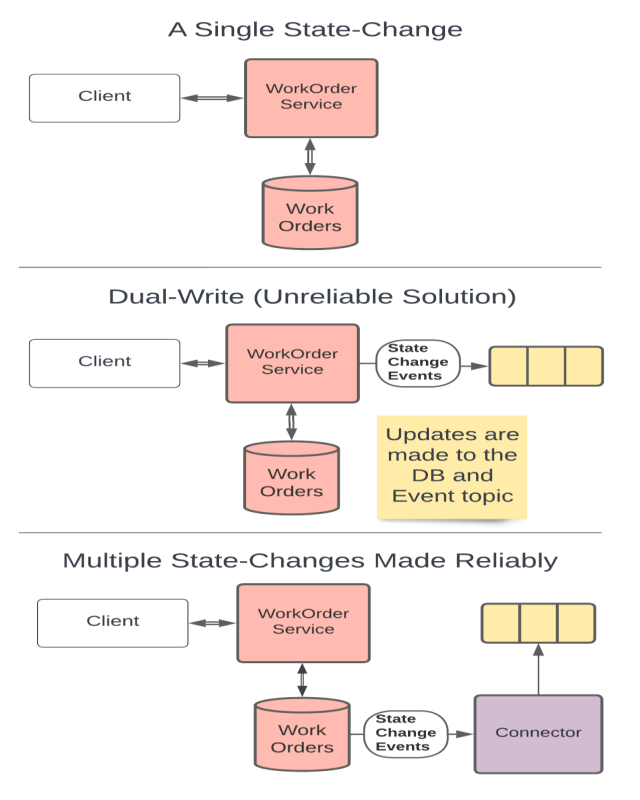 A Single State-Change
Client
WorkOrder
Service
Work
Orders
Dual-Write (Unreliable Solution)
Client
WorkOrder
Service
State
Change
Events
Work
Orders
Updates are
made to the
DB and
Event topic
Multiple State-Changes Made Reliably
Client
WorkOrder
Service
Work
Orders
State
Change
Events
Connector